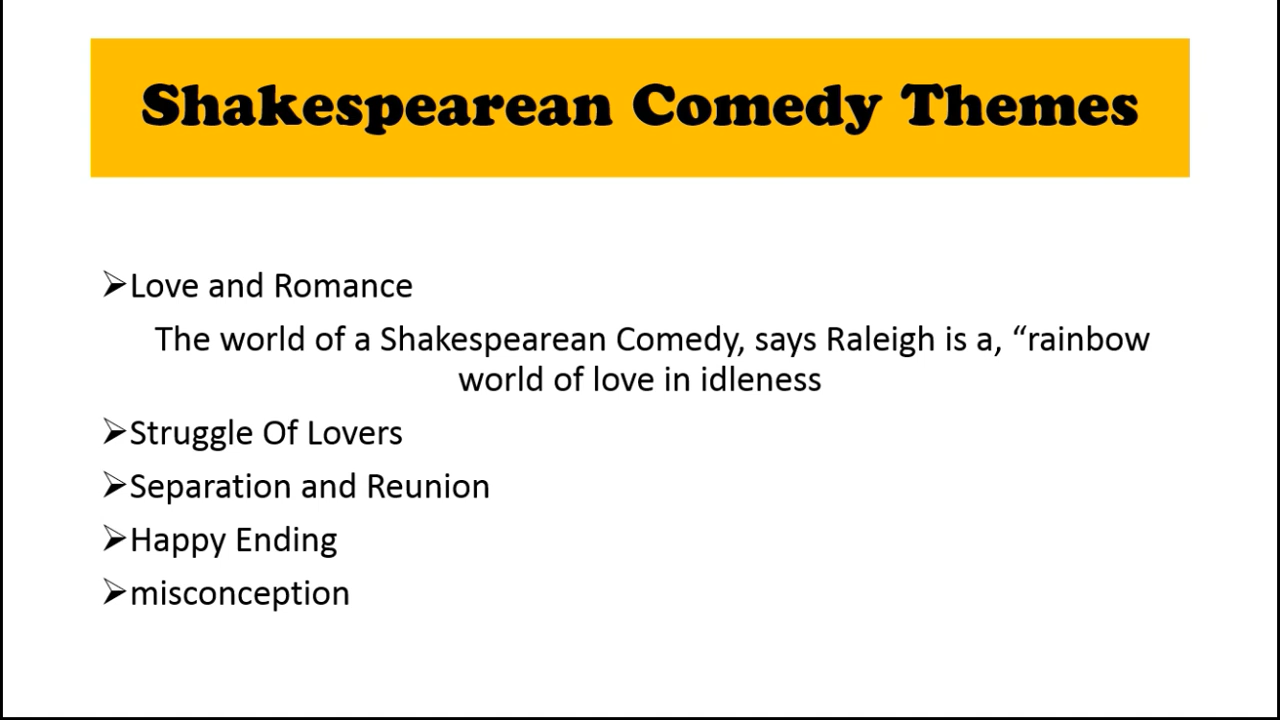 Shakespearean Comedy Themes
➢Love and Romance
The world of a Shakespearean Comedy, says Raleigh is a, “rainbow
world of love in idleness
➢Struggle Of Lovers
➢Separation and Reunion
➢Happy Ending
➢misconception